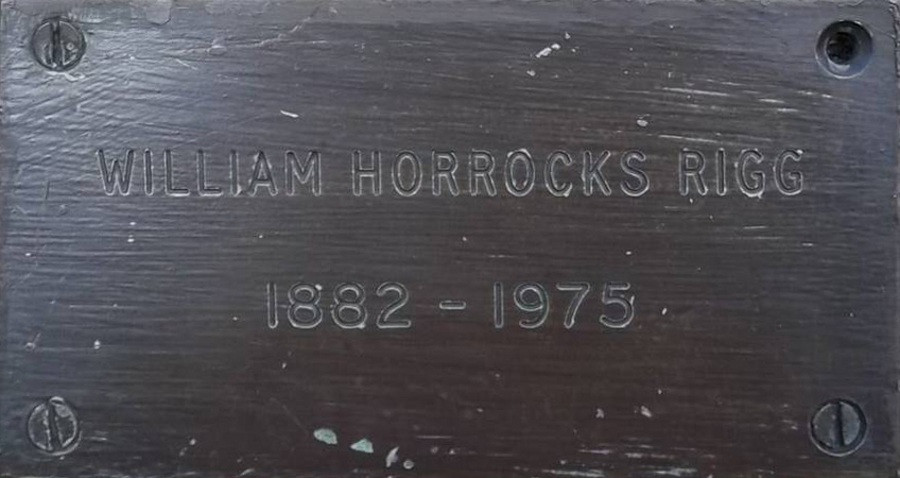 WILLIAM HORROCKS RIGG
1882 - 1975